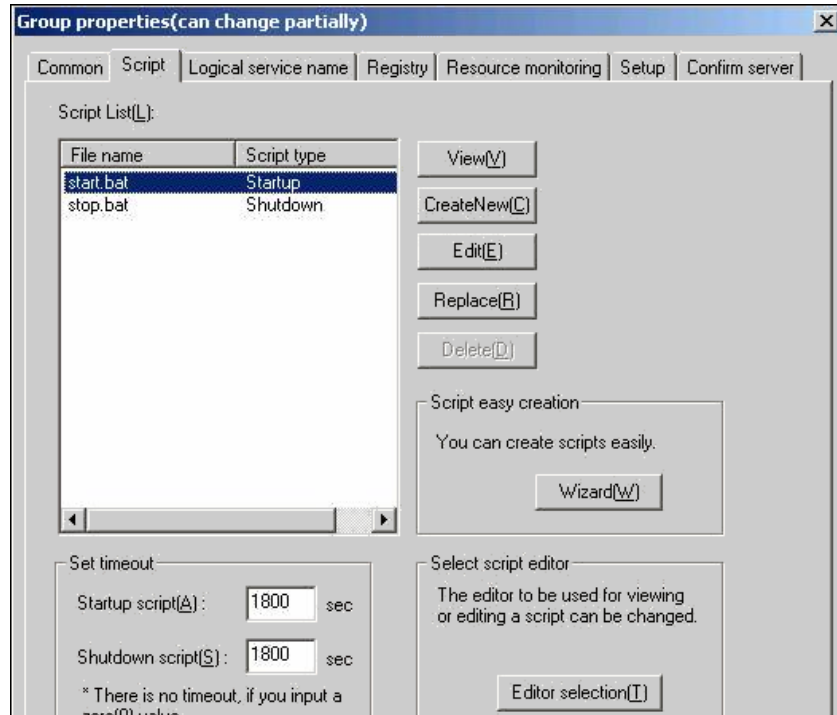 Group properties(can change partially)
Common Script Logical service name Registry Resource monitoring Setup Confirm server
Script List(L):
File name Script type
start.bat Startup
stop.bat Shutdown
View(V)
CreateNew(C)
Edit(E)
Replace(R)
Delete(D)
Script easy creation
You can create scripts easily.
Wizard(W)
Set timeout
Startup script(A) : 1800 sec
Shutdown script(S) : 1800 sec
* There is no timeout, if you input a
zero(0) value
Select script editor
The editor to be used for viewing
or editing a script can be changed.
Editor selection(T)